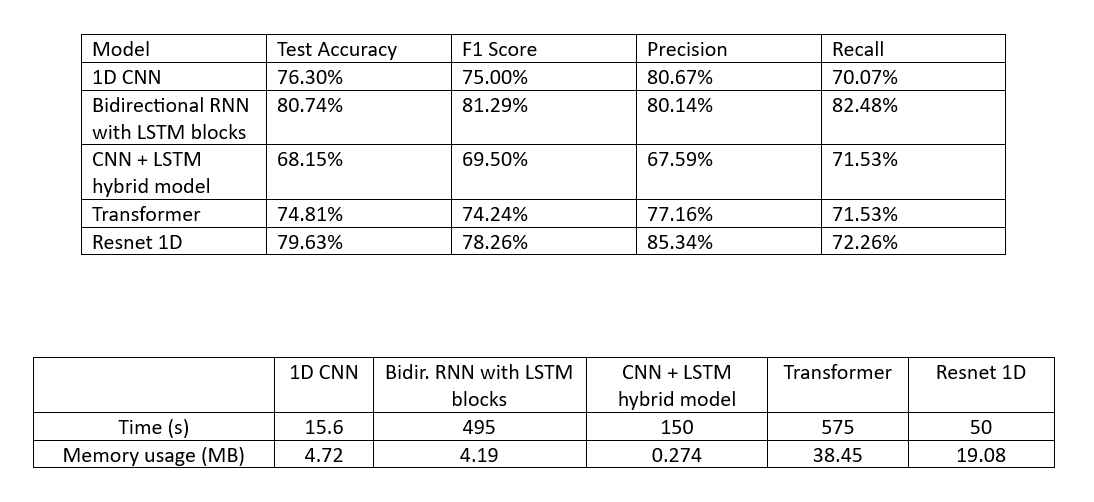 Model Test Accuracy F1 Score Precision Recall
1D CNN 76.30% 75.00% 80.67% 70.07%
Bidirectional RNN 80.74% 81.29% 80.14% 82.48%
with LSTM blocks
CNN + LSTM 68.15% 69.50% 67.59% 71.53%
hybrid model
Transformer 74.81% 74.24% 77.16% 71.53%
Resnet 1D 79.63% 78.26% 85.34% 72.26%
1D CNN Bidir. RNN with LSTM CNN + LSTM Transformer Resnet 1D
blocks hybrid model
Time (s) 15.6 495 150 575 50
Memory usage (MB) 4.72 4.19 0.274 38.45 19.08